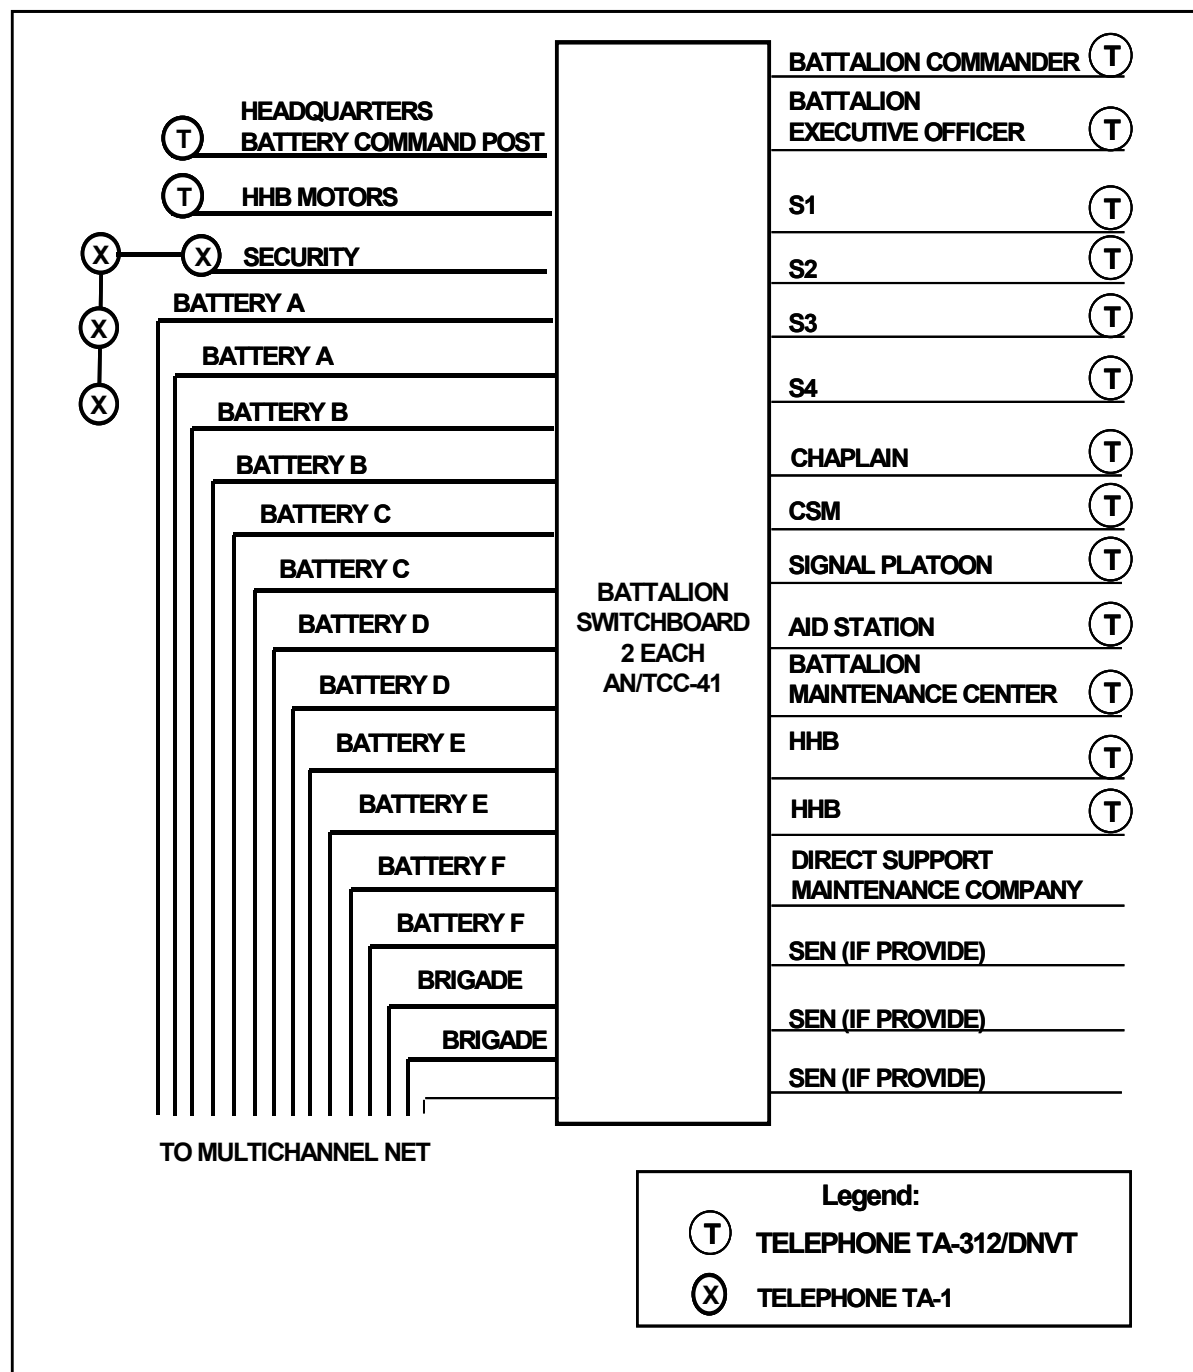 HEADQUARTERS
T BATTERY COMMAND POST
T HHB MOTORS
X X SECURITY
X
X
BATTERY A
BATTERY A
BATTERY B
BATTERY B
BATTERY C
BATTERY C
BATTERY D
BATTERY D
BATTERY E
BATTERY E
BATTERY F
BATTERY F
BRIGADE
BRIGADE
TO MULTICHANNEL NET
BATTALION
SWITCHBOARD
2 EACH
AN/TCC-41
BATTALION COMMANDER T
BATTALION
EXECUTIVE OFFICER T
S1 T
S2 T
S3 T
S4 T
CHAPLAIN T
CSM T
SIGNAL PLATOON T
AID STATION T
BATTALION
MAINTENANCE CENTER T
HHB T
HHB T
DIRECT SUPPORT
MAINTENANCE COMPANY
SEN (IF PROVIDE)
SEN (IF PROVIDE)
SEN (IF PROVIDE)
Legend:
T TELEPHONE TA-312/DNVT
X TELEPHONE TA-1